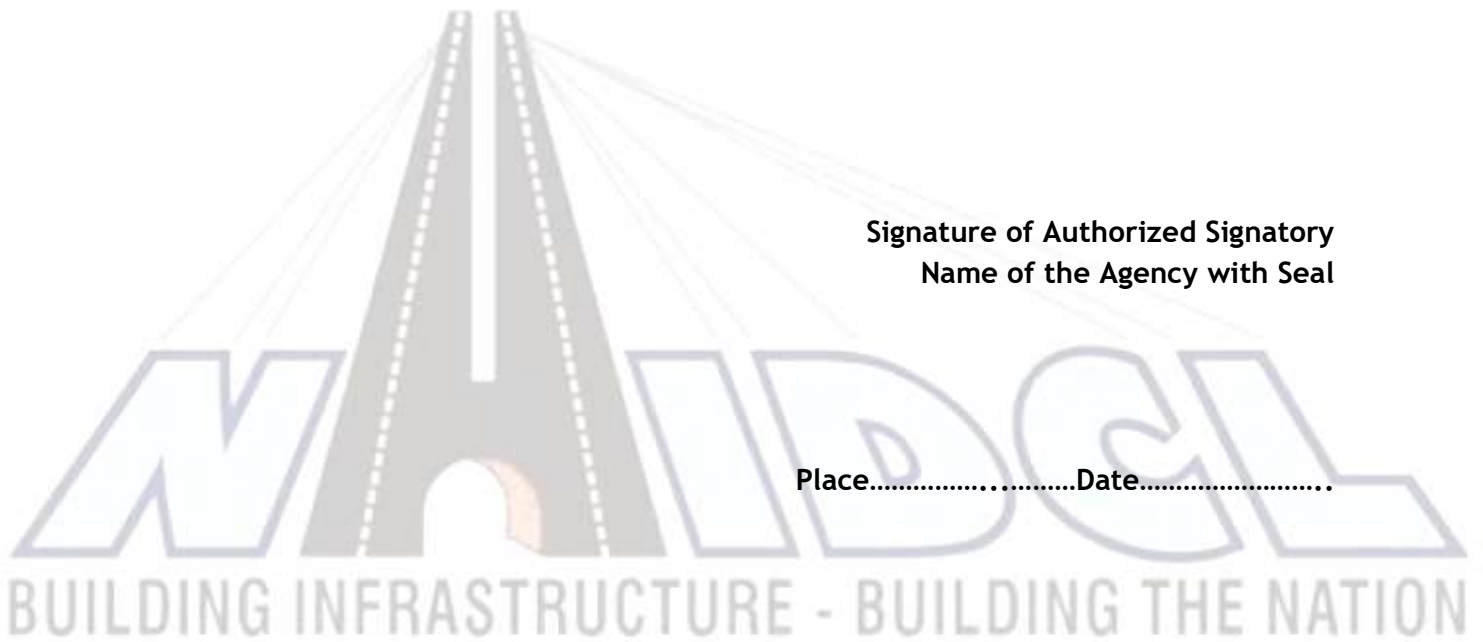 Signature of Authorized Signatory
Name of the Agency with Seal
Place……………...………Date……………………..
NHIDCL
BUILDING INFRASTRUCTURE - BUILDING THE NATION